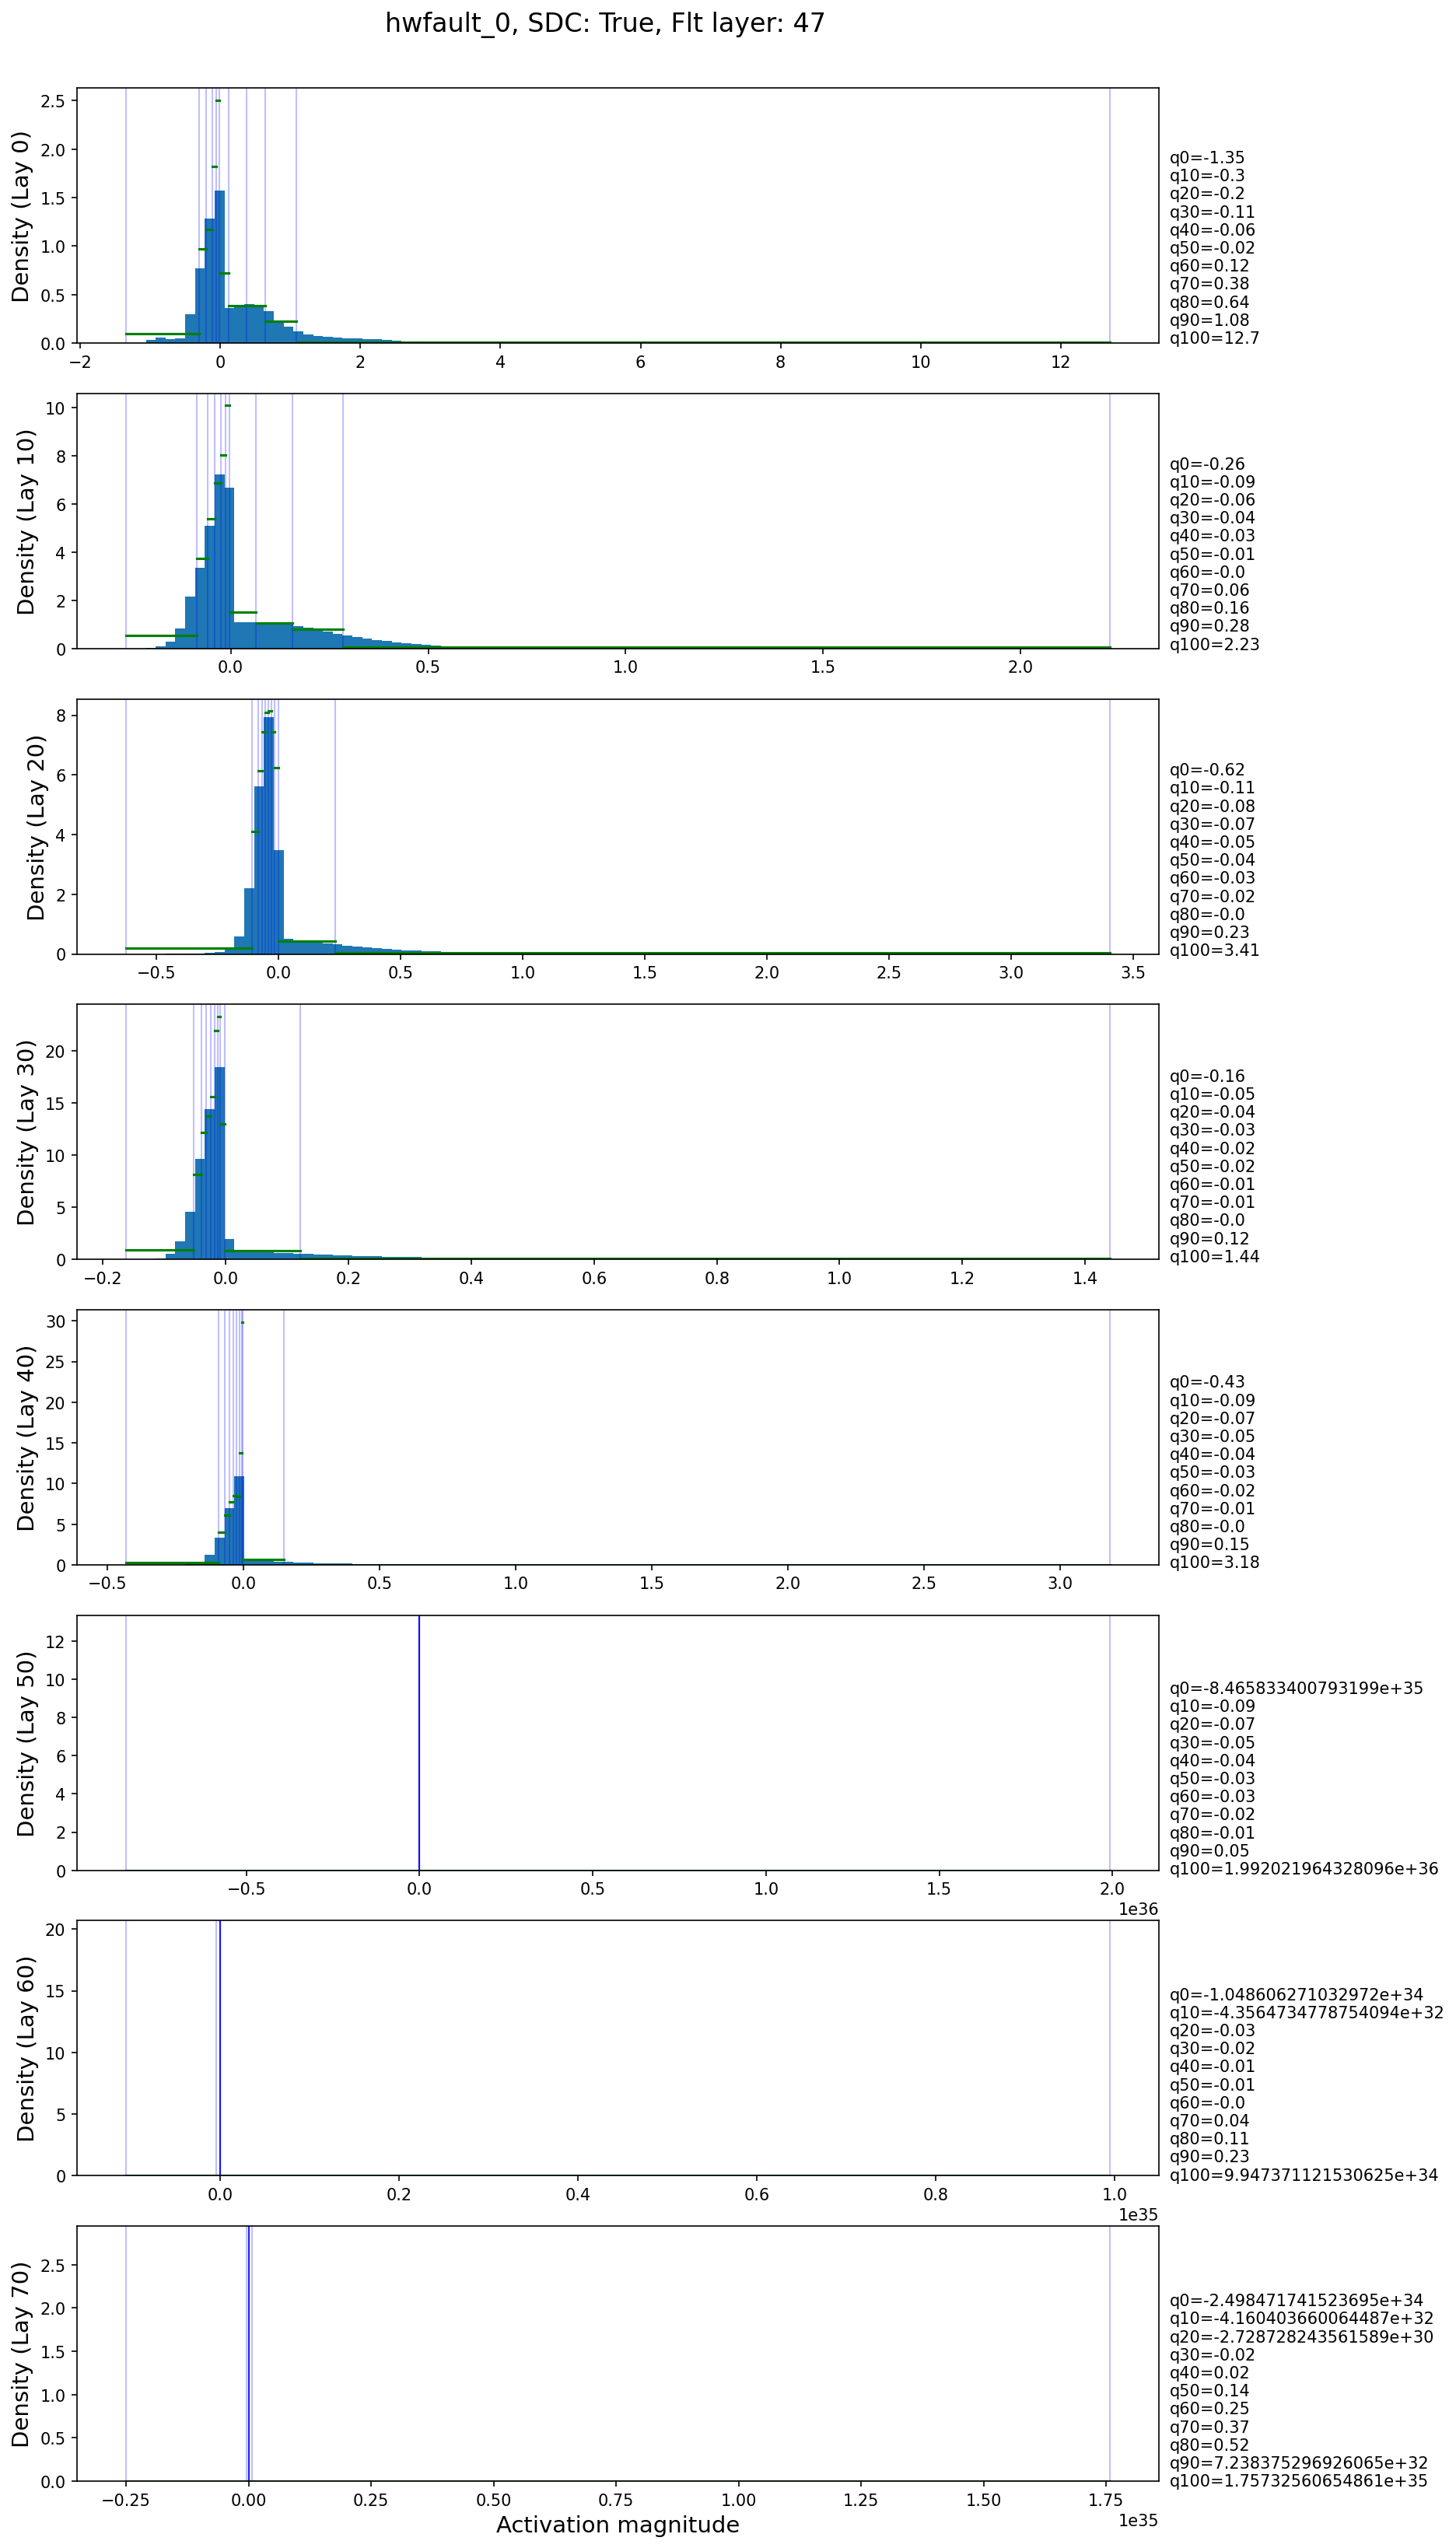 hwfault_0, SDC: True, Flt layer: 47
Density (Lay 0)
2.5
2.0
1.5
1.0
0.5
0.0
−2 0 2 4 6 8 10 12
q0=-1.35
q10=-0.3
q20=-0.2
q30=-0.11
q40=-0.06
q50=-0.02
q60=0.12
q70=0.38
q80=0.64
q90=1.08
q100=12.7
Density (Lay 10)
10
8
6
4
2
0
0.0 0.5 1.0 1.5 2.0
q0=-0.26
q10=-0.09
q20=-0.06
q30=-0.04
q40=-0.03
q50=-0.01
q60=-0.0
q70=0.06
q80=0.16
q90=0.28
q100=2.23
Density (Lay 20)
8
6
4
2
0
−0.5 0.0 0.5 1.0 1.5 2.0 2.5 3.0 3.5
q0=-0.62
q10=-0.11
q20=-0.08
q30=-0.07
q40=-0.05
q50=-0.04
q60=-0.03
q70=-0.02
q80=-0.0
q90=0.23
q100=3.41
Density (Lay 30)
20
15
10
5
0
−0.2 0.0 0.2 0.4 0.6 0.8 1.0 1.2 1.4
q0=-0.16
q10=-0.05
q20=-0.04
q30=-0.03
q40=-0.02
q50=-0.02
q60=-0.01
q70=-0.01
q80=-0.0
q90=0.12
q100=1.44
Density (Lay 40)
30
25
20
15
10
5
0
−0.5 0.0 0.5 1.0 1.5 2.0 2.5 3.0
q0=-0.43
q10=-0.09
q20=-0.07
q30=-0.05
q40=-0.04
q50=-0.03
q60=-0.02
q70=-0.01
q80=-0.0
q90=0.15
q100=3.18
Density (Lay 50)
12
10
8
6
4
2
0
−0.5 0.0 0.5 1.0 1.5 2.0
1e36
q0=-8.465833400793199e+35
q10=-0.09
q20=-0.07
q30=-0.05
q40=-0.04
q50=-0.03
q60=-0.03
q70=-0.02
q80=-0.01
q90=0.05
q100=1.992021964328096e+36
Density (Lay 60)
20
15
10
5
0
0.0 0.2 0.4 0.6 0.8 1.0
1e35
q0=-1.048606271032972e+34
q10=-4.3564734778754094e+32
q20=-0.03
q30=-0.02
q40=-0.01
q50=-0.01
q60=-0.0
q70=0.04
q80=0.11
q90=0.23
q100=9.947371121530625e+34
Density (Lay 70)
2.5
2.0
1.5
1.0
0.5
0.0
−0.25 0.00 0.25 0.50 0.75 1.00 1.25 1.50 1.75
1e35
q0=-2.498471741523695e+34
q10=-4.160403660064487e+32
q20=-2.728728243561589e+30
q30=-0.02
q40=0.02
q50=0.14
q60=0.25
q70=0.37
q80=0.52
q90=7.238375296926065e+32
q100=1.75732560654861e+35
Activation magnitude